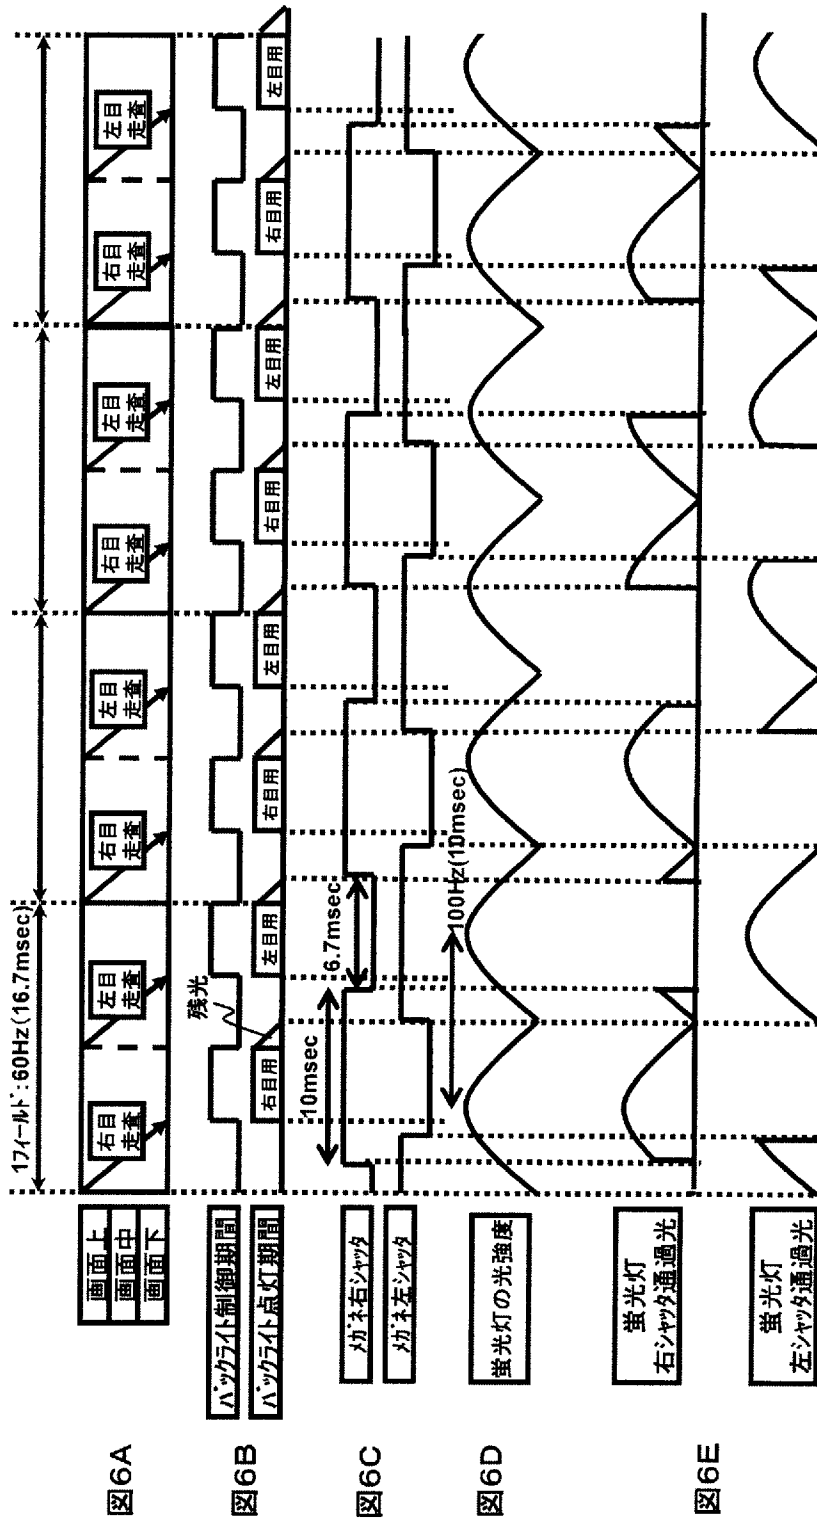 1フィールド:60Hz(16.7msec)
図6A
画面上
画面中
画面下
右目
走査
左目
走査
右目
走査
左目
走査
右目
走査
左目
走査
右目
走査
左目
走査
図6B
バックライト制御期間
バックライト点灯期間
右目用
残光
左目用
右目用
左目用
右目用
左目用
右目用
左目用
図6C
メガネ右シャッタ
メガネ左シャッタ
10msec
6.7msec
図6D
蛍光灯の光強度
100Hz(10msec)
図6E
蛍光灯
右シャッタ通過光
蛍光灯
左シャッタ通過光